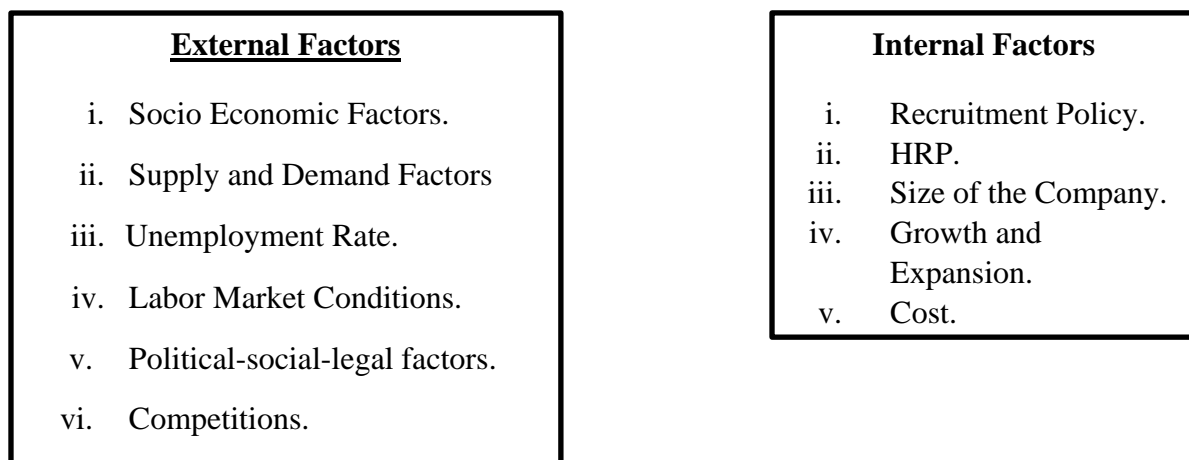 External Factors
i. Socio Economic Factors.
ii. Supply and Demand Factors
iii. Unemployment Rate.
iv. Labor Market Conditions.
v. Political-social-legal factors.
vi. Competitions.
Internal Factors
i. Recruitment Policy.
ii. HRP.
iii. Size of the Company.
iv. Growth and
Expansion.
v. Cost.